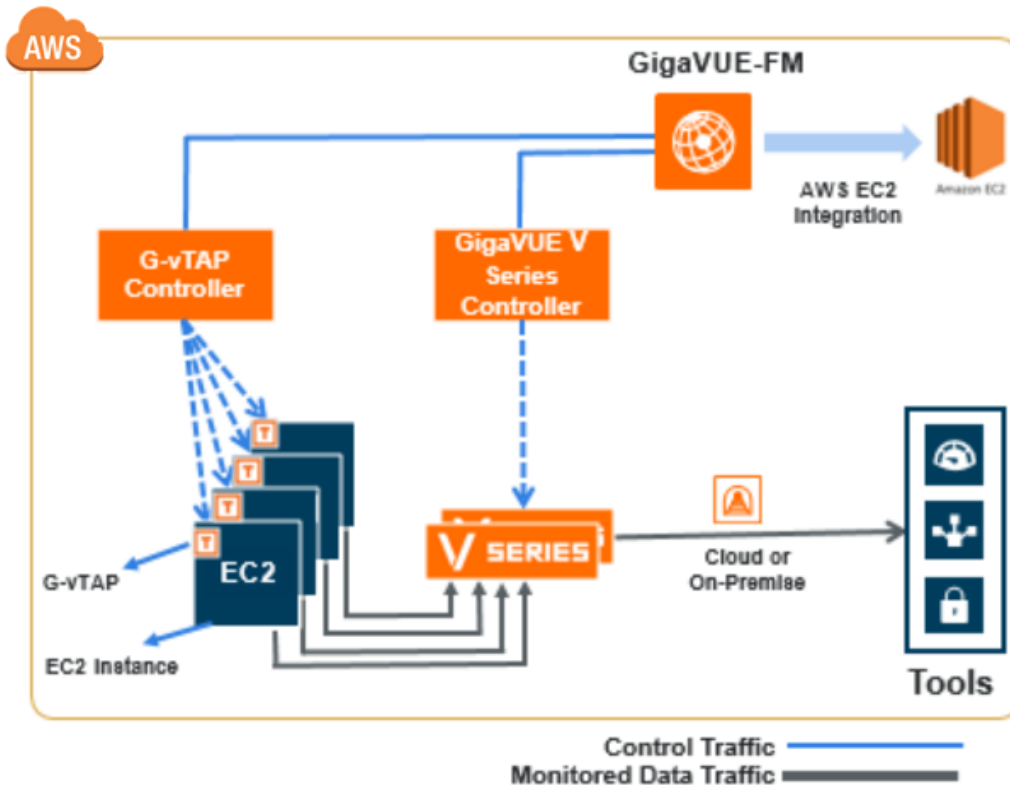 AWS
GigaVUE-FM
AWS EC2
Integration
Amazon EC2
G-vTAP
Controller
GigaVUE V
Series
Controller
T
T
T
T
EC2
G-vTAP
EC2 Instance
V SERIES
Cloud or
On-Premise
Tools
Control Traffic
Monitored Data Traffic